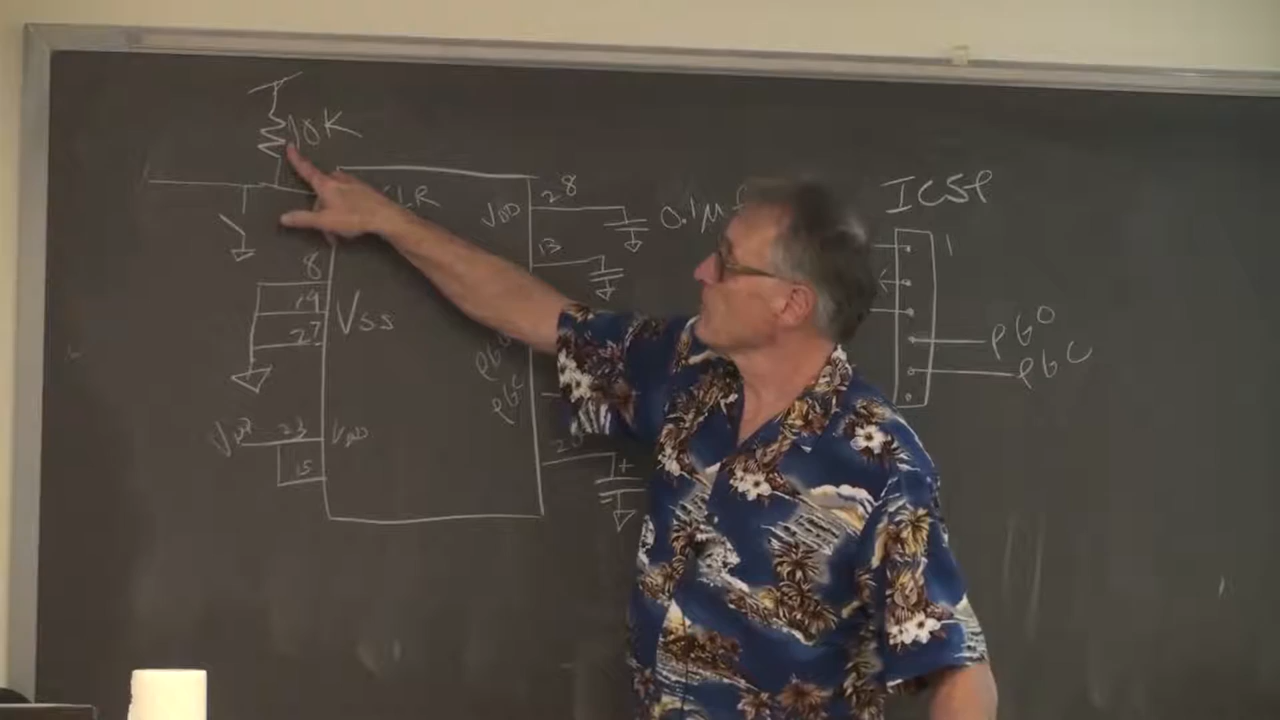 10K
ICSP
28
VDD
0.1µ
1
13
8
19
27
VSS
PGD
PGC
PGD
PGC
23
VDD
15
20
+